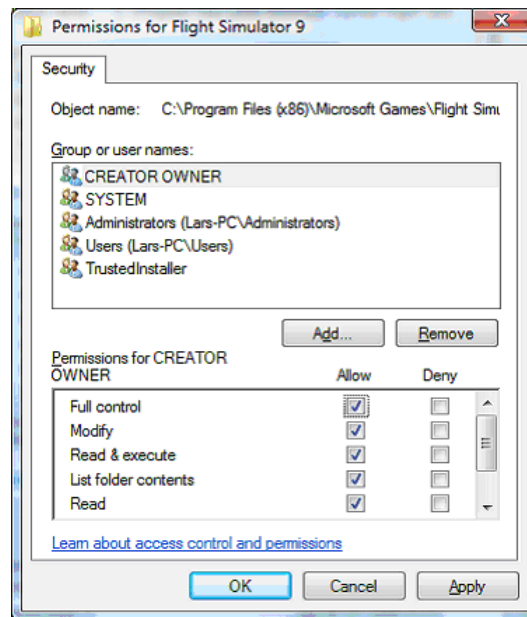 Permissions for Flight Simulator 9
Security
Object name: C:\Program Files (x86)\Microsoft Games\Flight Simu
Group or user names:
CREATOR OWNER
SYSTEM
Administrators (Lars-PC\Administrators)
Users (Lars-PC\Users)
TrustedInstaller
Add... Remove
Permissions for CREATOR
OWNER Allow Deny
Full control
Modify
Read & execute
List folder contents
Read
Learn about access control and permissions
OK Cancel Apply